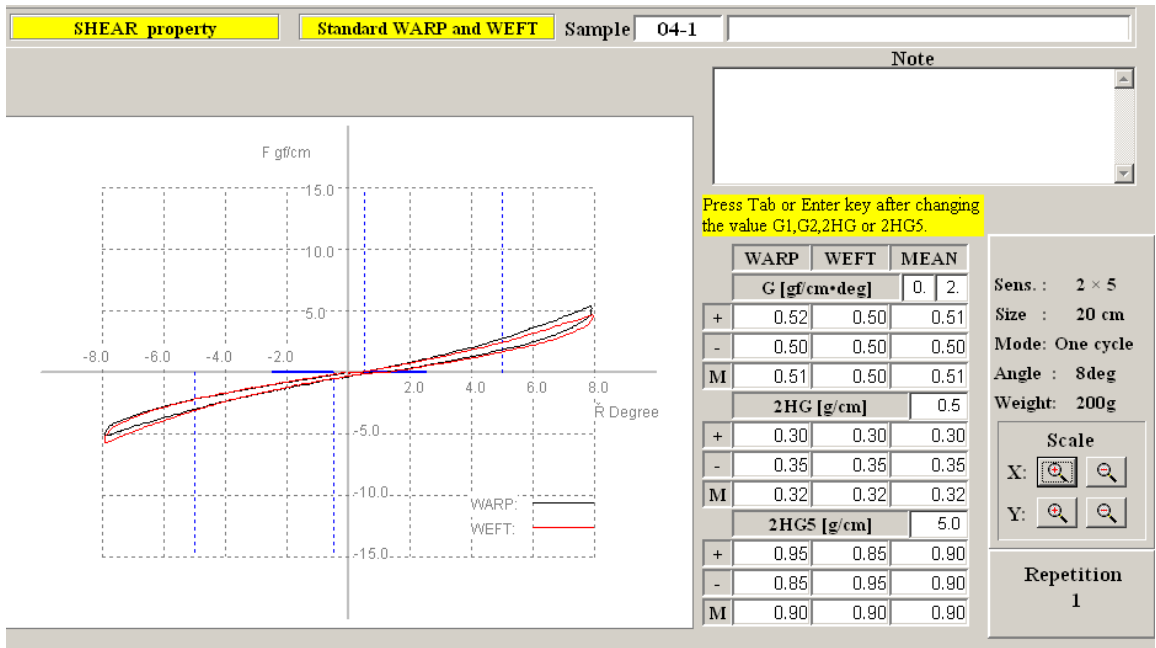 SHEAR property Standard WARP and WEFT Sample 04-1
Note
F gf/cm
15.0
10.0
5.0
-8.0 -6.0 -4.0 -2.0
2.0 4.0 6.0 8.0
Ř Degree
-5.0
-10.0
-15.0
WARP:
WEFT:
Press Tab or Enter key after changing
the value G1,G2,2HG or 2HG5.
WARP WEFT MEAN
G [gf/cm•deg] 0. 2.
+ 0.52 0.50 0.51
- 0.50 0.50 0.50
M 0.51 0.50 0.51
2HG [g/cm] 0.5
+ 0.30 0.30 0.30
- 0.35 0.35 0.35
M 0.32 0.32 0.32
2HG5 [g/cm] 5.0
+ 0.95 0.85 0.90
- 0.85 0.95 0.90
M 0.90 0.90 0.90
Sens. : 2 × 5
Size : 20 cm
Mode: One cycle
Angle : 8deg
Weight: 200g
Scale
X:
Y:
Repetition
1